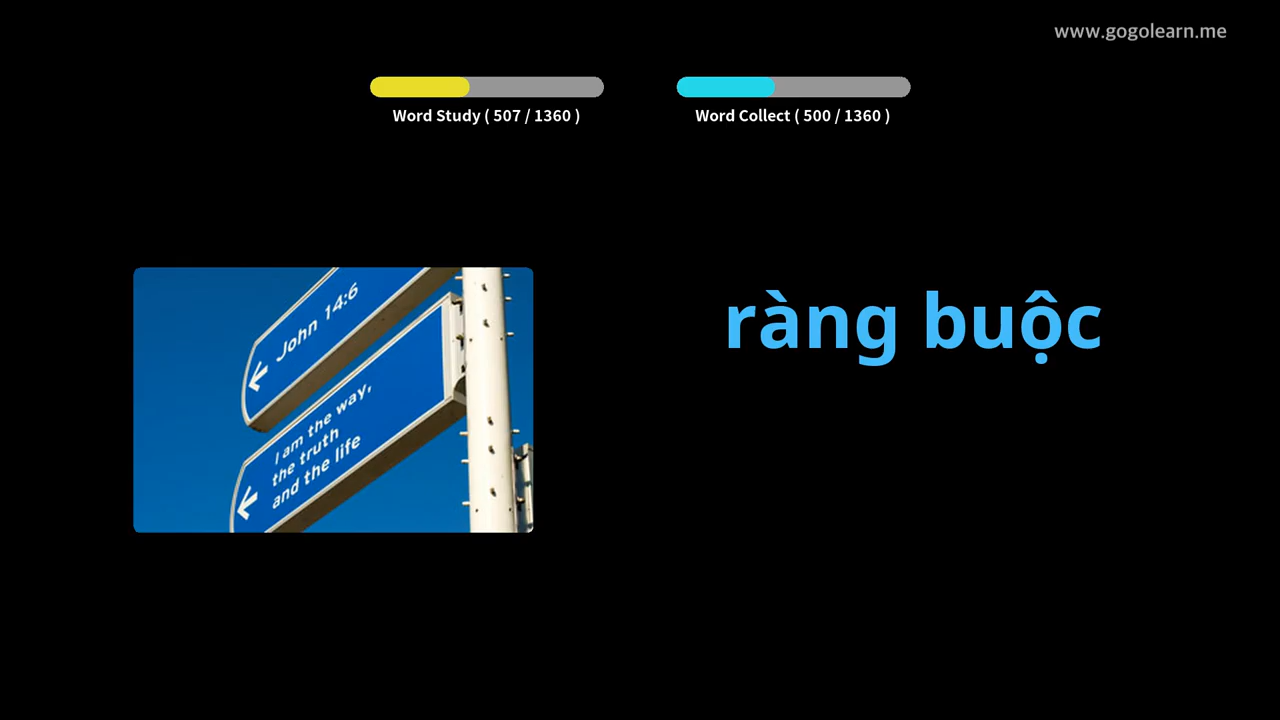 www.gogolearn.me
Word Study ( 507 / 1360 )
Word Collect ( 500 / 1360 )
John 14:6
I am the way,
the truth
and the life
ràng buộc